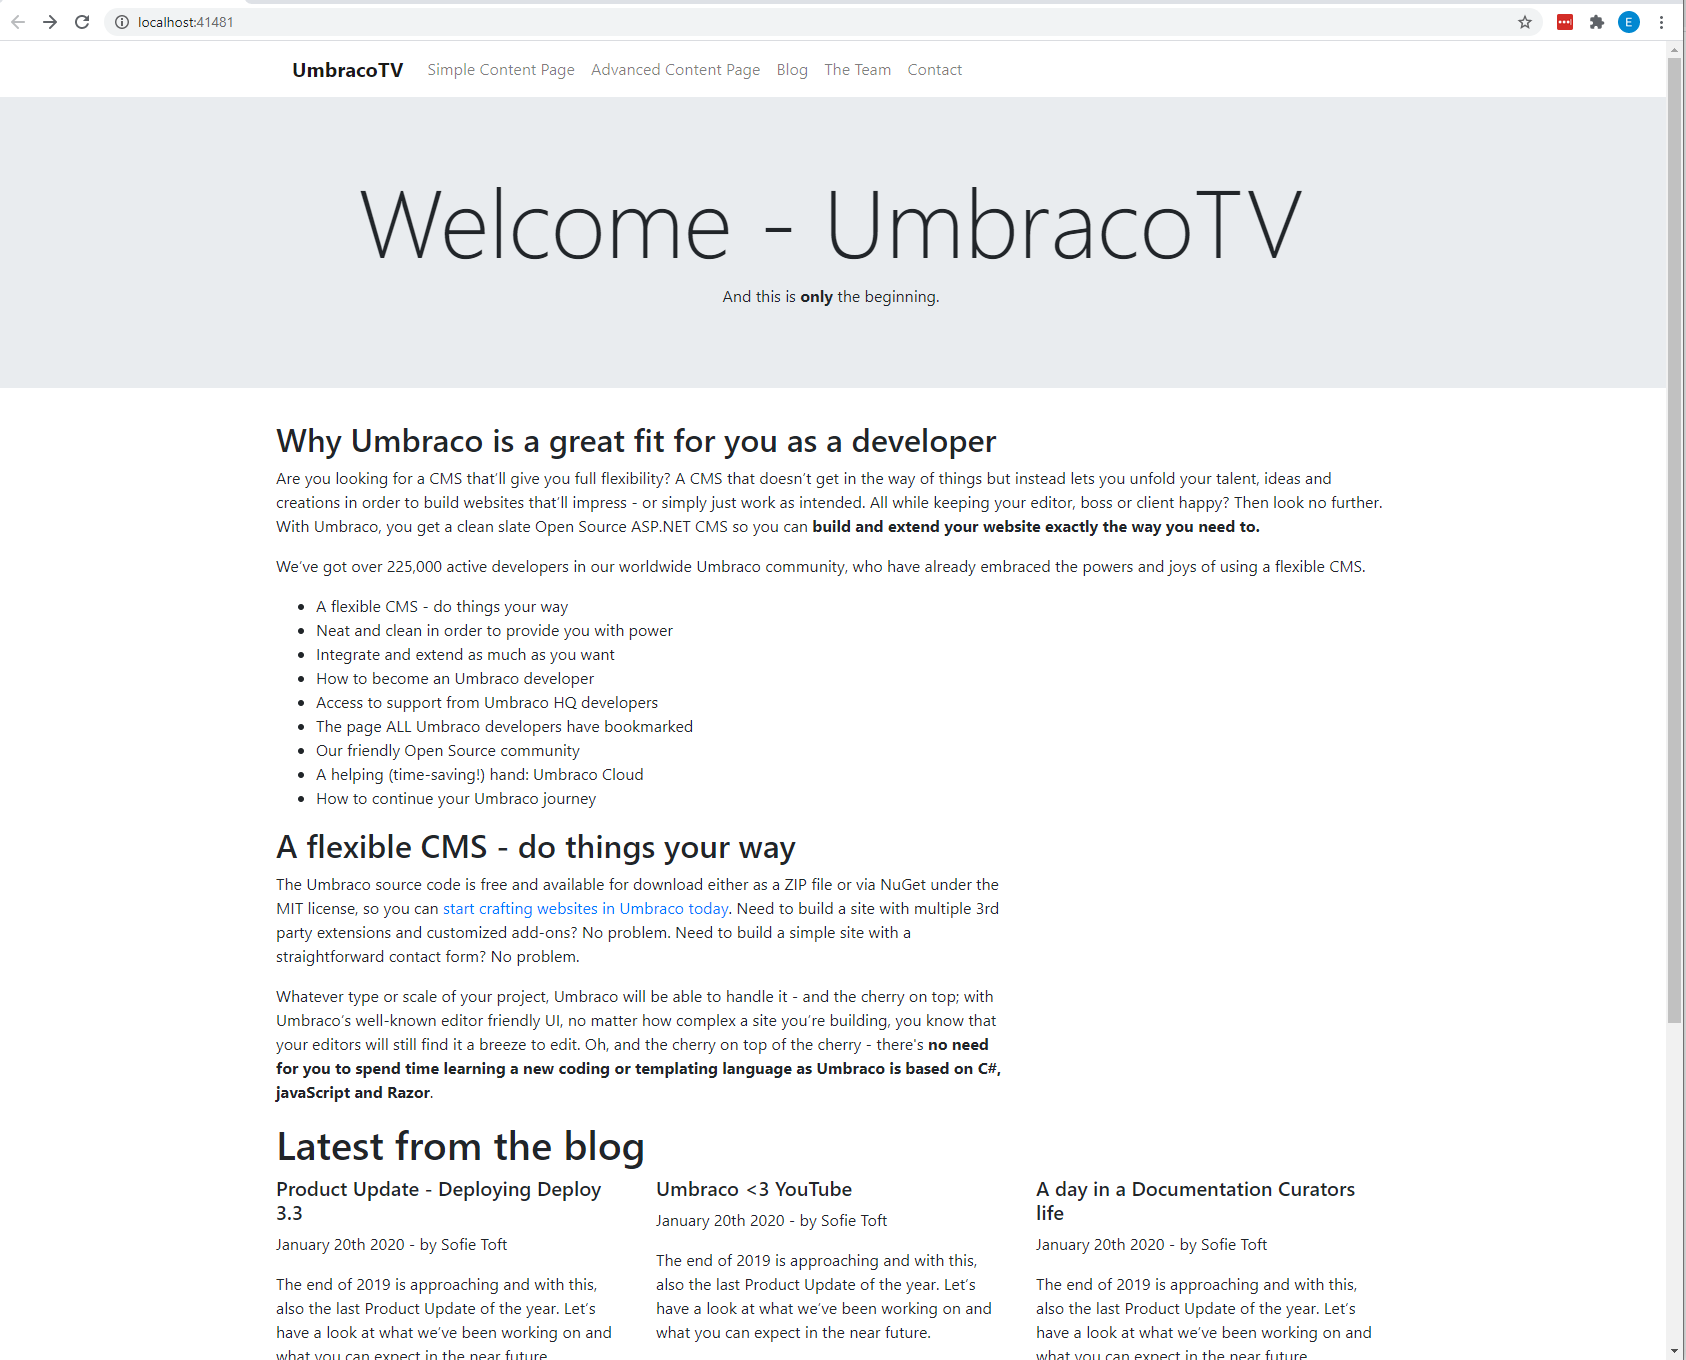 localhost:41481
E
UmbracoTV Simple Content Page Advanced Content Page Blog The Team Contact
Welcome - UmbracoTV
And this is only the beginning.
Why Umbraco is a great fit for you as a developer
Are you looking for a CMS that’ll give you full flexibility? A CMS that doesn’t get in the way of things but instead lets you unfold your talent, ideas and
creations in order to build websites that’ll impress - or simply just work as intended. All while keeping your editor, boss or client happy? Then look no further.
With Umbraco, you get a clean slate Open Source ASP.NET CMS so you can build and extend your website exactly the way you need to.
We’ve got over 225,000 active developers in our worldwide Umbraco community, who have already embraced the powers and joys of using a flexible CMS.
• A flexible CMS - do things your way
• Neat and clean in order to provide you with power
• Integrate and extend as much as you want
• How to become an Umbraco developer
• Access to support from Umbraco HQ developers
• The page ALL Umbraco developers have bookmarked
• Our friendly Open Source community
• A helping (time-saving!) hand: Umbraco Cloud
• How to continue your Umbraco journey
A flexible CMS - do things your way
The Umbraco source code is free and available for download either as a ZIP file or via NuGet under the
MIT license, so you can start crafting websites in Umbraco today. Need to build a site with multiple 3rd
party extensions and customized add-ons? No problem. Need to build a simple site with a
straightforward contact form? No problem.
Whatever type or scale of your project, Umbraco will be able to handle it - and the cherry on top; with
Umbraco’s well-known editor friendly UI, no matter how complex a site you’re building, you know that
your editors will still find it a breeze to edit. Oh, and the cherry on top of the cherry - there's no need
for you to spend time learning a new coding or templating language as Umbraco is based on C#,
javaScript and Razor.
Latest from the blog
Product Update - Deploying Deploy
3.3
January 20th 2020 - by Sofie Toft
The end of 2019 is approaching and with this,
also the last Product Update of the year. Let’s
have a look at what we’ve been working on and
what you can expect in the near future
Umbraco <3 YouTube
January 20th 2020 - by Sofie Toft
The end of 2019 is approaching and with this,
also the last Product Update of the year. Let’s
have a look at what we’ve been working on and
what you can expect in the near future.
A day in a Documentation Curators
life
January 20th 2020 - by Sofie Toft
The end of 2019 is approaching and with this,
also the last Product Update of the year. Let’s
have a look at what we’ve been working on and
what you can expect in the near future